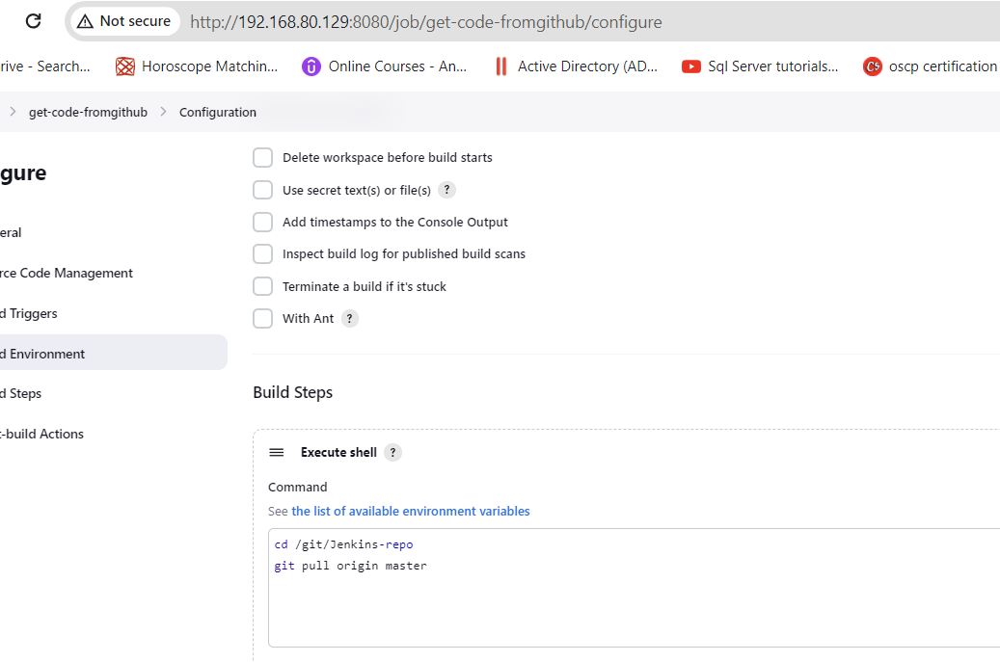 Not secure http://192.168.80.129:8080/job/get-code-fromgithub/configure
rive - Search... Horoscope Matchin... Online Courses - An... Active Directory (AD... Sql Server tutorials... oscp certification
get-code-fromgithub Configuration
gure
eral
rce Code Management
d Triggers
d Environment
d Steps
t-build Actions
Delete workspace before build starts
Use secret text(s) or file(s) ?
Add timestamps to the Console Output
Inspect build log for published build scans
Terminate a build if it's stuck
With Ant ?
Build Steps
Execute shell ?
Command
See the list of available environment variables
cd /git/Jenkins-repo
git pull origin master